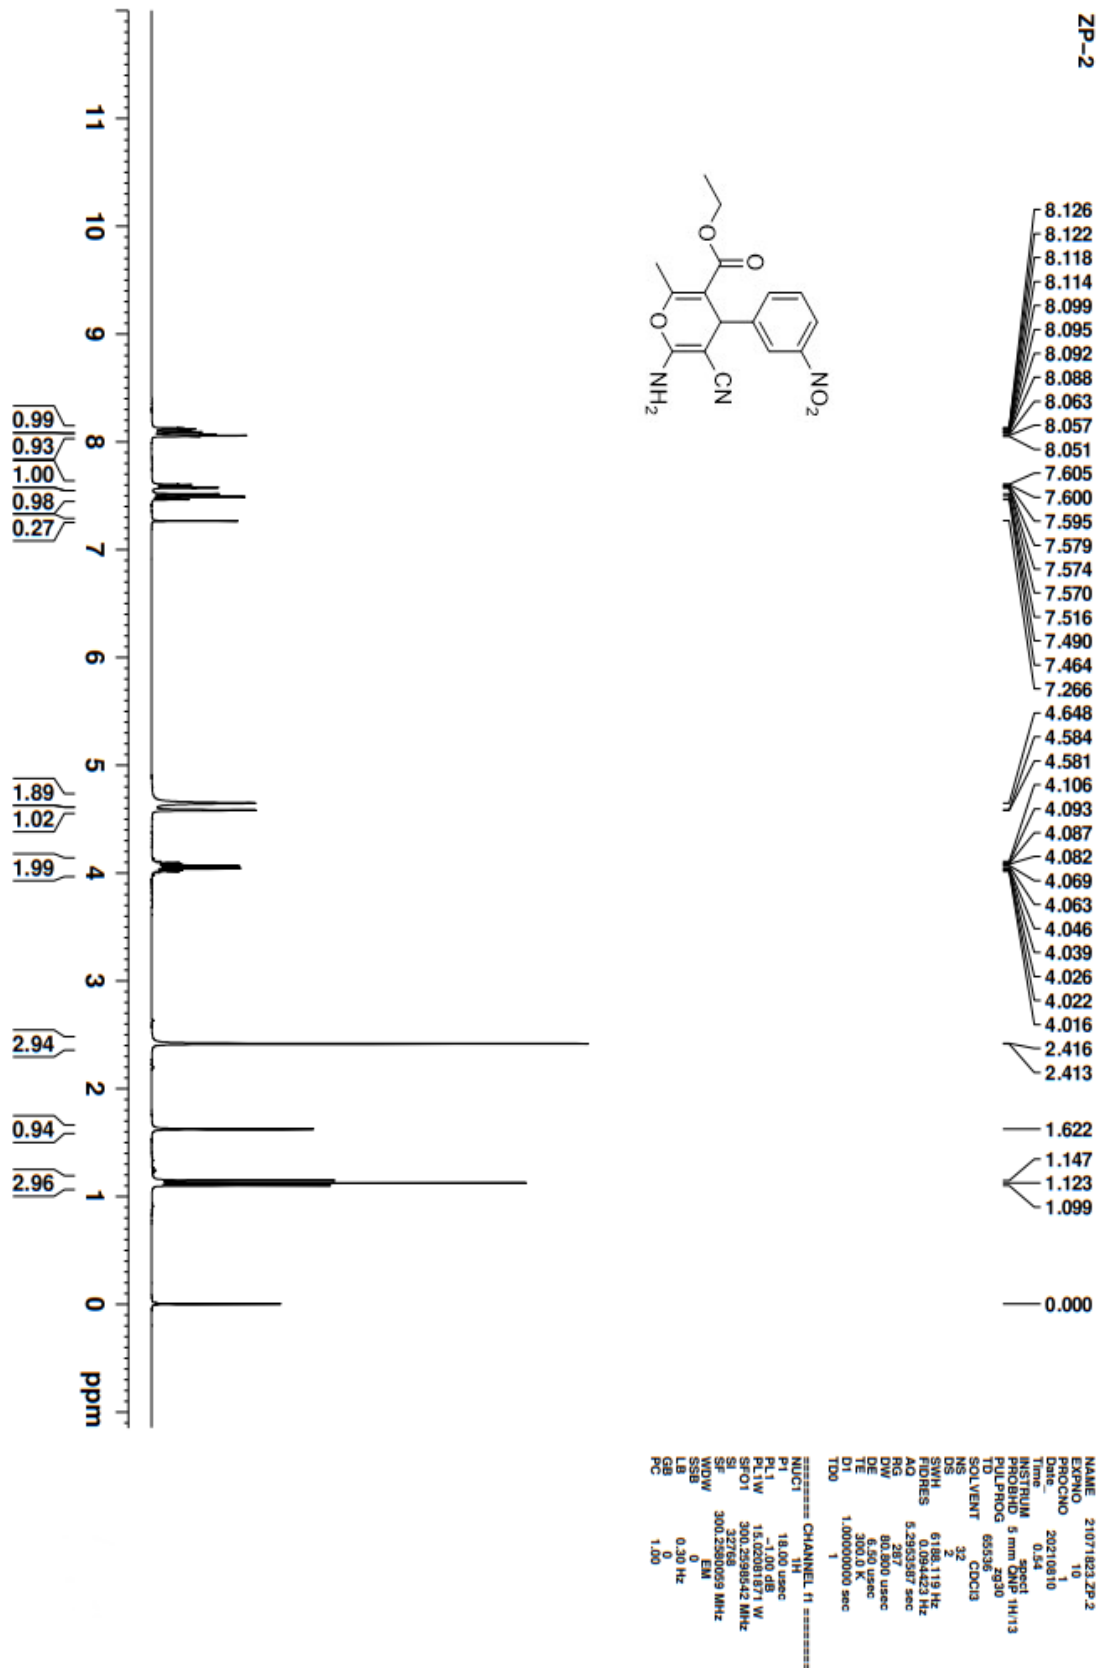 ZP-2
8.126
8.122
8.118
8.114
8.099
8.095
8.092
8.088
8.063
8.057
8.051
7.605
7.600
7.595
7.579
7.574
7.570
7.516
7.490
7.464
7.266
4.648
4.584
4.581
4.106
4.093
4.087
4.082
4.069
4.063
4.046
4.039
4.026
4.022
4.016
2.416
2.413
1.622
1.147
1.123
1.099
0.000
O
O
NO2
O
CN
NH2
11 10 9 8 7 6 5 4 3 2 1 0 ppm
0.99
0.93
1.00
0.98
0.27
1.89
1.02
1.99
2.94
0.94
2.96
NAME 21071823.ZP.2
EXPNO 10
PROCNO 1
Date_ 20210810
Time 0.54
INSTRUM spect
PROBHD 5 mm QNP 1H/13
PULPROG zg30
TD 65536
SOLVENT CDCl3
NS 32
DS 2
SWH 6188.119 Hz
FIDRES 0.094423 Hz
AQ 5.2953587 sec
RG 287
DW 80.800 usec
DE 6.50 usec
TE 300.0 K
D1 1.00000000 sec
TD0 1
======== CHANNEL f1 ========
NUC1 1H
P1 18.00 usec
PL1 -1.00 dB
PL1W 15.02081871 W
SFO1 300.2598542 MHz
SI 32768
SF 300.2580059 MHz
WDW EM
SSB 0
LB 0.30 Hz
GB 0
PC 1.00